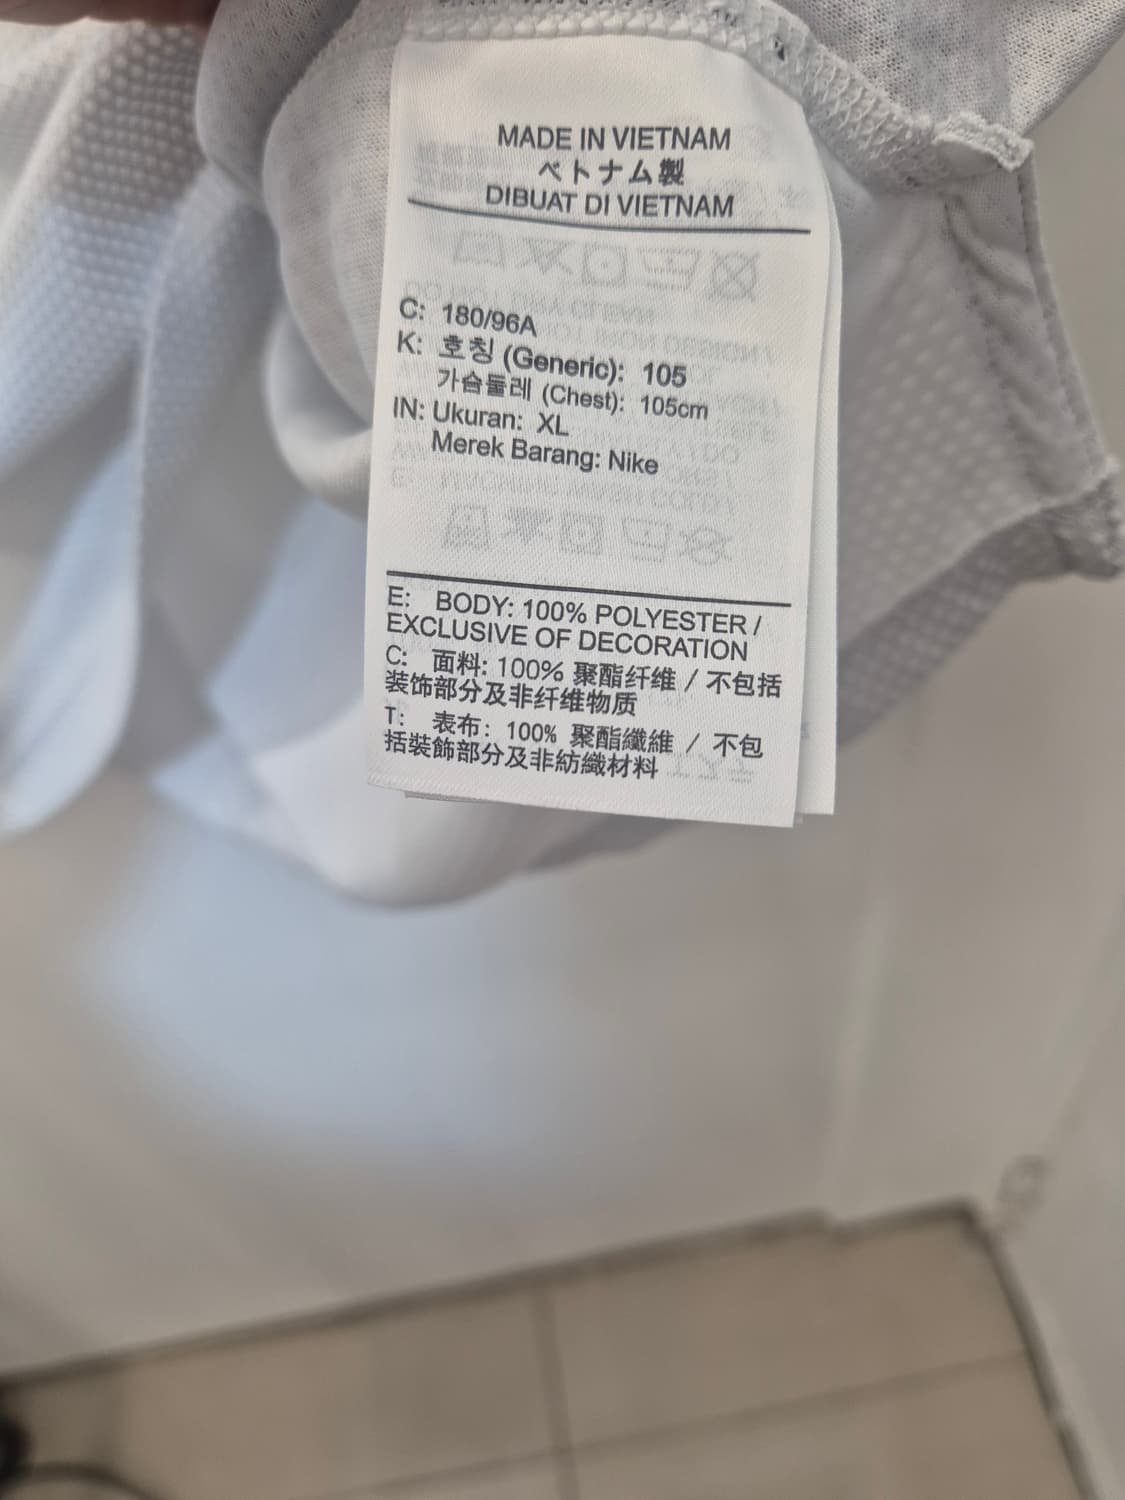 MADE IN VIETNAM
ベトナム製
DIBUAT DI VIETNAM
C: 180/96A
K: 호칭 (Generic): 105
가슴둘레 (Chest): 105cm
IN: Ukuran: XL
Merek Barang: Nike
E: BODY: 100% POLYESTER /
EXCLUSIVE OF DECORATION
C: 面料: 100% 聚酯纤维 / 不包括
装饰部分及非纤维物质
T: 表布: 100% 聚酯纖維 / 不包
括裝飾部分及非紡織材料